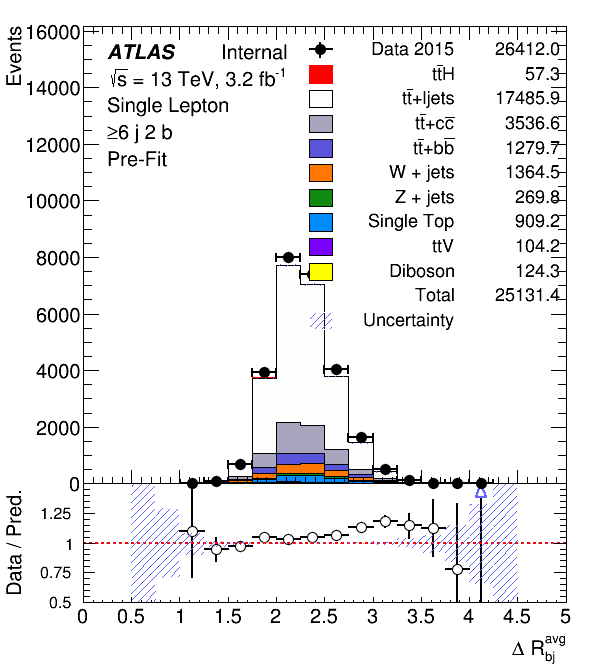 Events
16000
14000
12000
10000
8000
6000
4000
2000
0
ATLAS Internal
√s = 13 TeV, 3.2 fb⁻¹
Single Lepton
≥6 j 2 b
Pre-Fit
Data 2015 26412.0
tt̄H 57.3
tt̄+ljets 17485.9
tt̄+cc̄ 3536.6
tt̄+bb̄ 1279.7
W + jets 1364.5
Z + jets 269.8
Single Top 909.2
ttV 104.2
Diboson 124.3
Total 25131.4
Uncertainty
Data / Pred.
1.25
1
0.75
0.5
0 0.5 1 1.5 2 2.5 3 3.5 4 4.5 5
Δ R_bj^avg